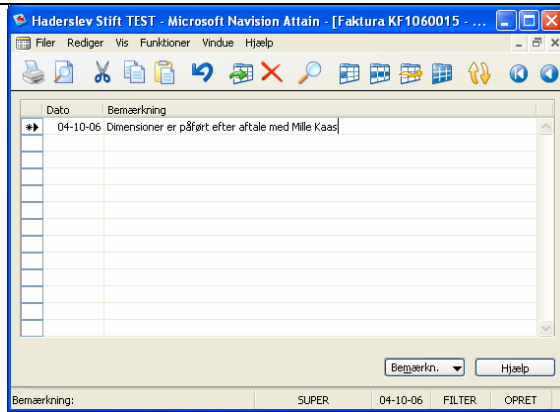 Haderslev Stift TEST - Microsoft Navision Attain - [Faktura KF1060015 - ...
Filer Rediger Vis Funktioner Vindue Hjælp
Dato Bemærkning
04-10-06 Dimensioner er påført efter aftale med Mille Kaas
Bemærkn. Hjælp
Bemærkning: SUPER 04-10-06 FILTER OPRET